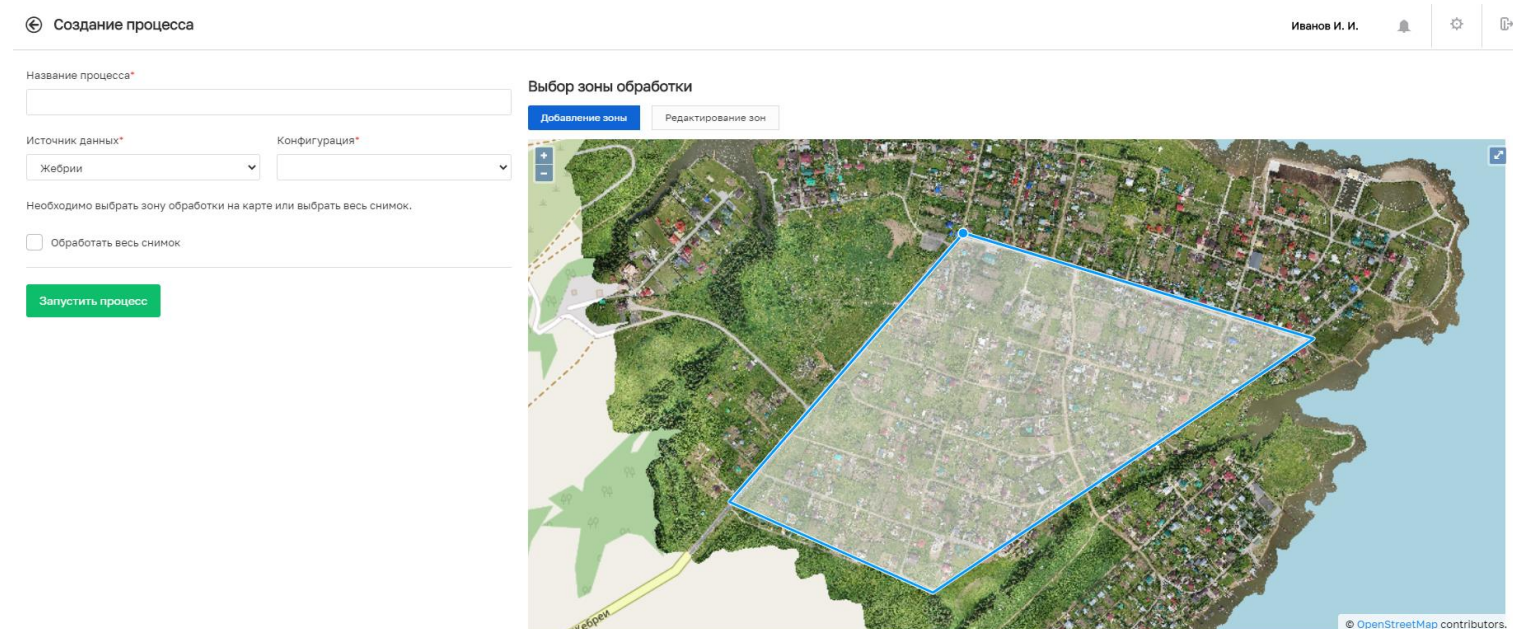 Создание процесса
Иванов И. И.
Название процесса*
Выбор зоны обработки
Добавление зоны
Редактирование зон
Источник данных*
Конфигурация*
Жебрии
Необходимо выбрать зону обработки на карте или выбрать весь снимок.
Обработать весь снимок
Запустить процесс
+
−
Жебреи
© OpenStreetMap contributors.